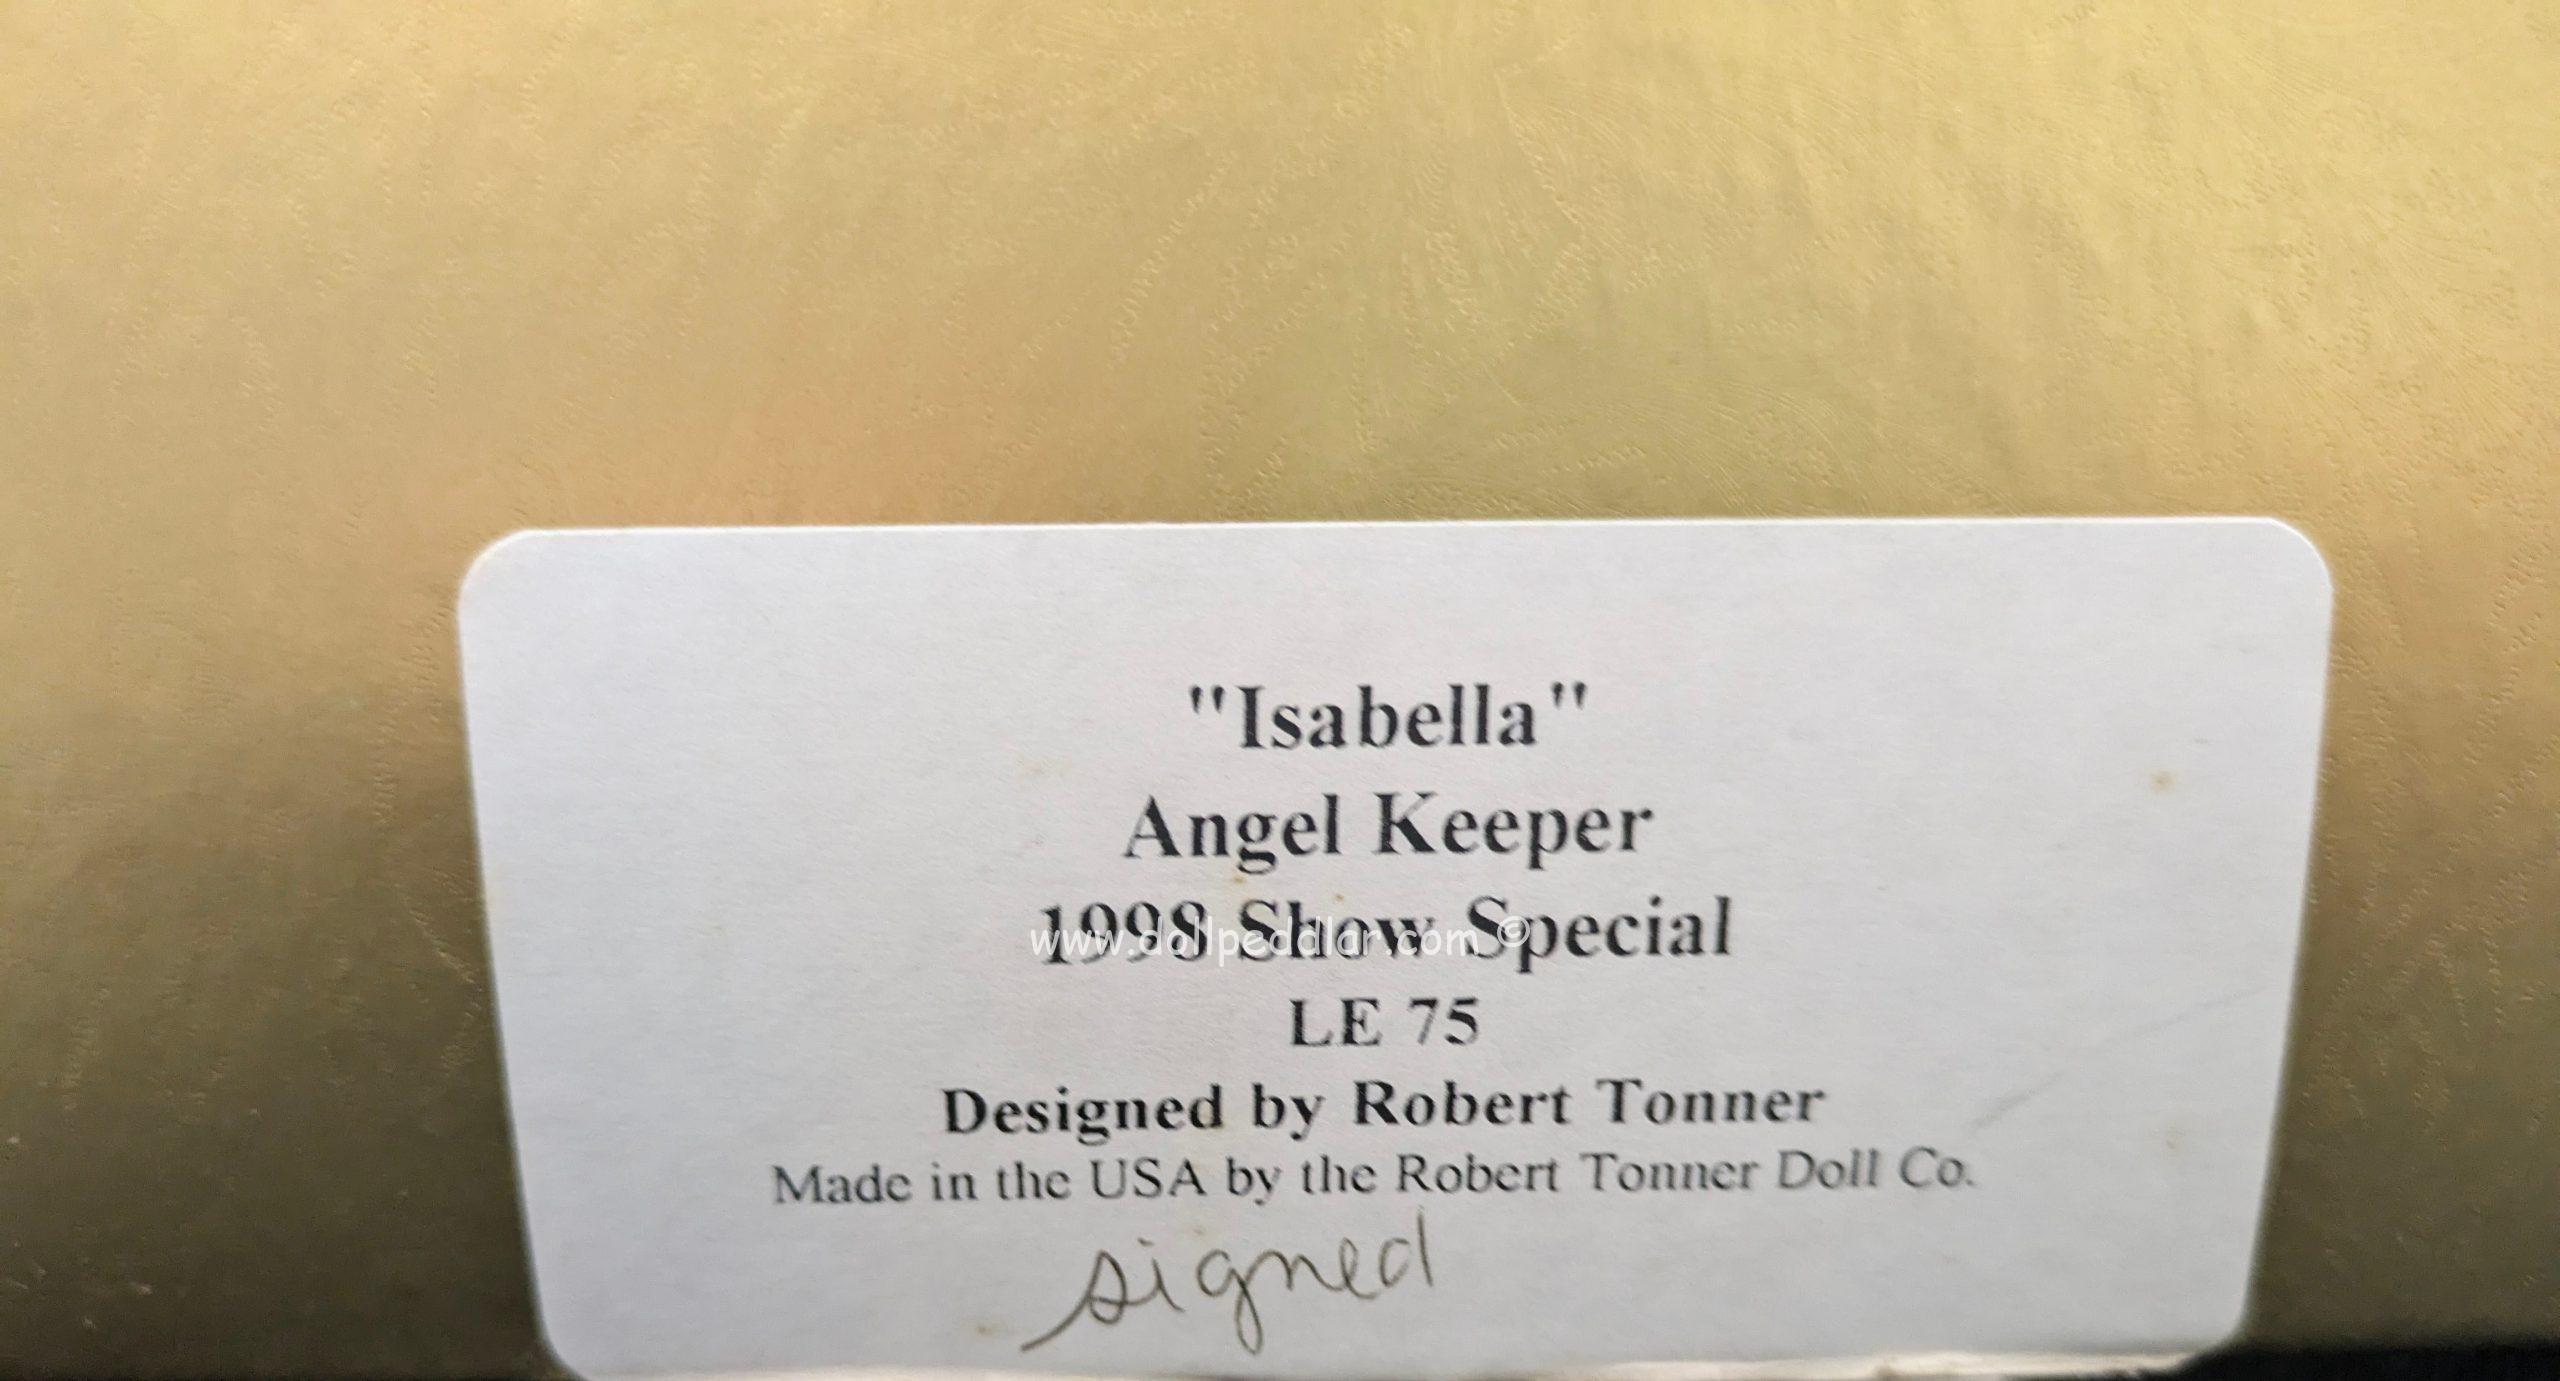 "Isabella"
Angel Keeper
1998 Show Special
www.dollpeddlar.com ©
LE 75
Designed by Robert Tonner
Made in the USA by the Robert Tonner Doll Co.
signed